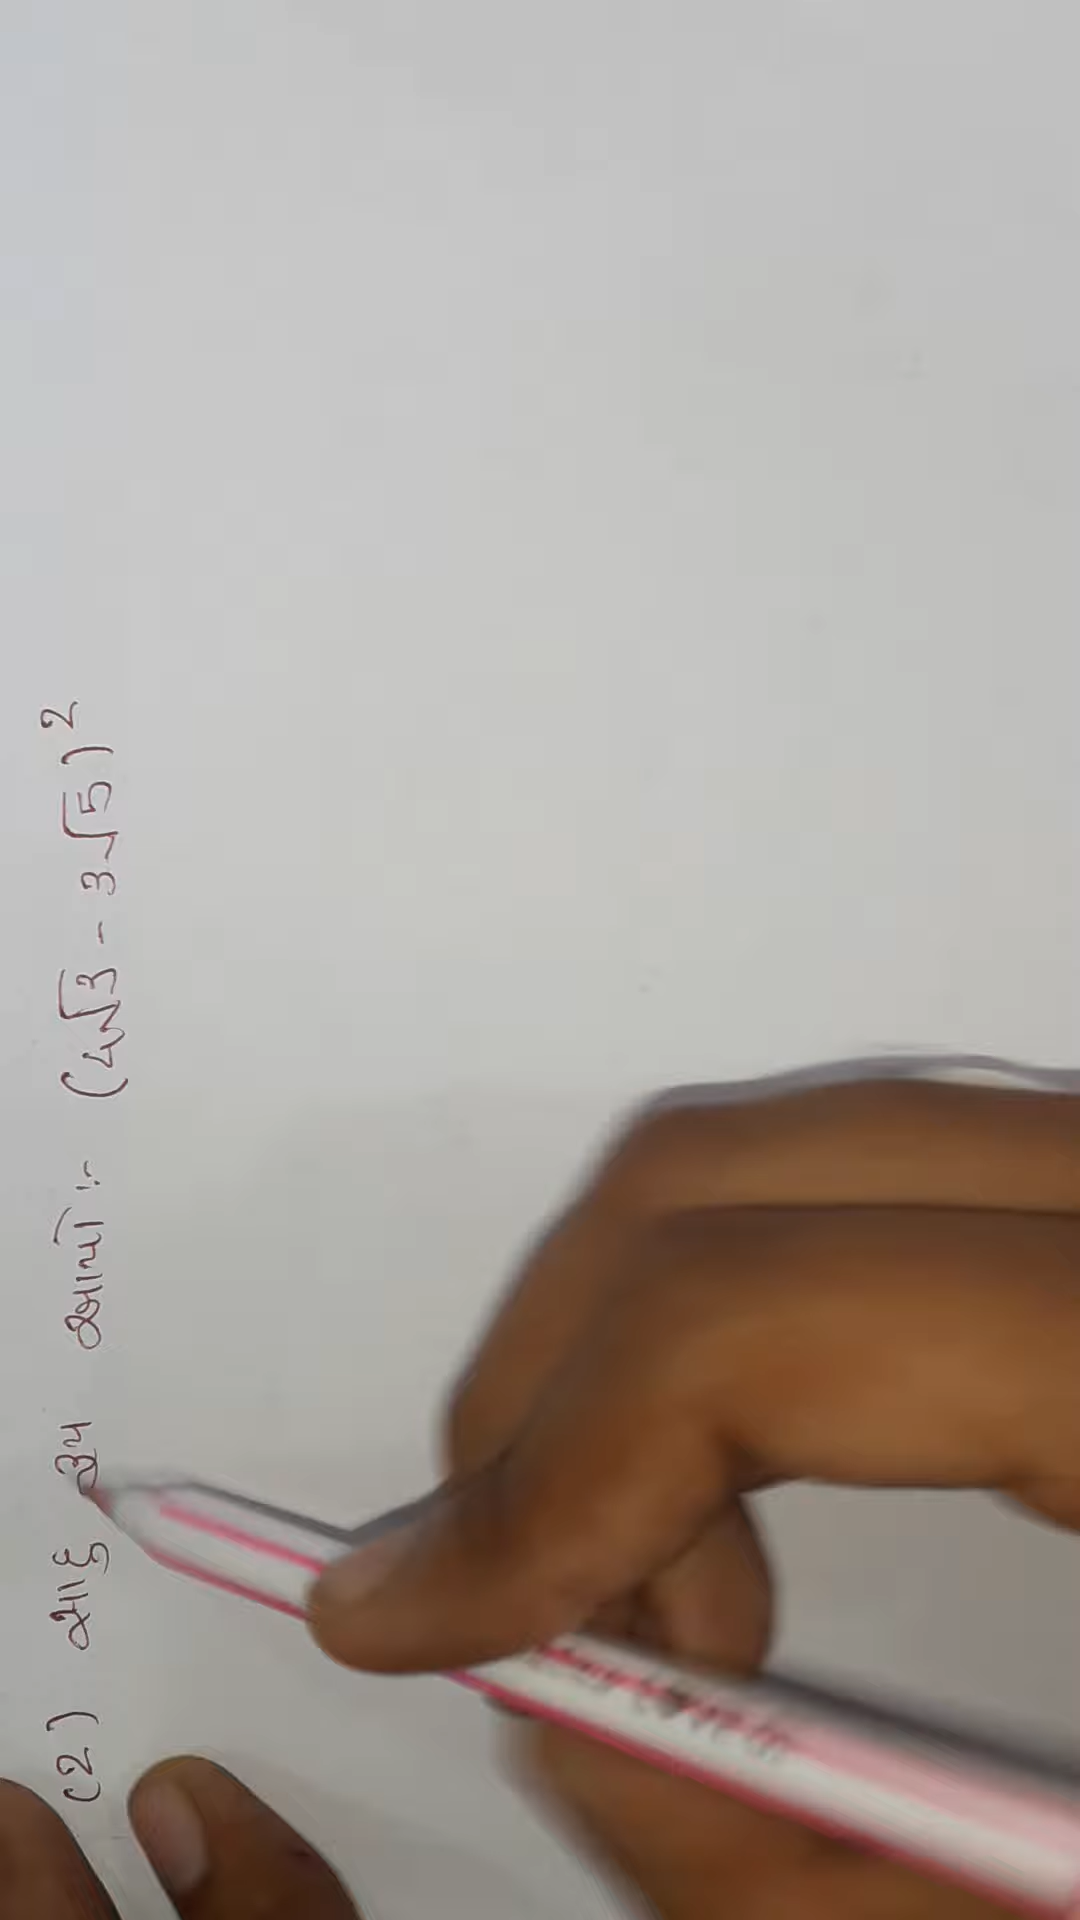 (2) સાદુ રૂપ આપો :- (4√3 - 3√5)²